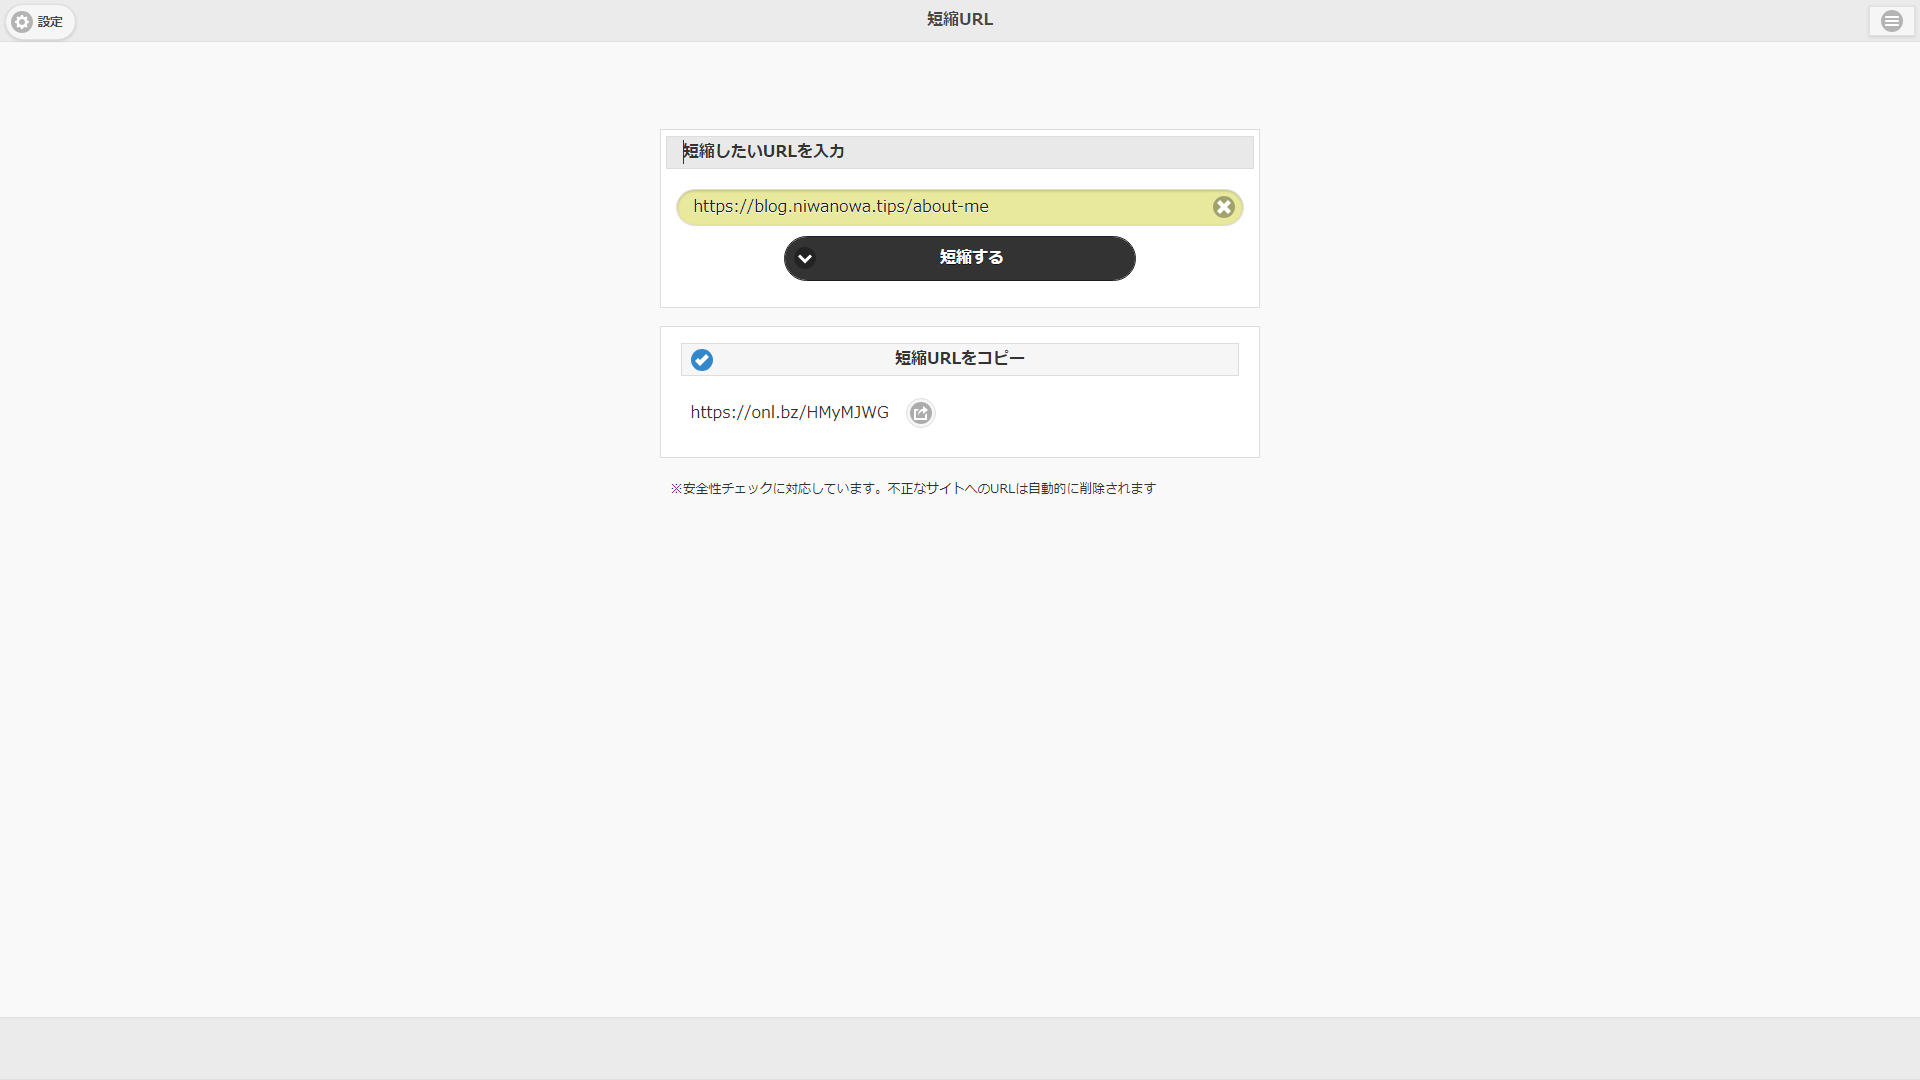 設定
短縮URL
短縮したいURLを入力
https://blog.niwanowa.tips/about-me
短縮する
短縮URLをコピー
https://onl.bz/HMyMJWG
※安全性チェックに対応しています。不正なサイトへのURLは自動的に削除されます